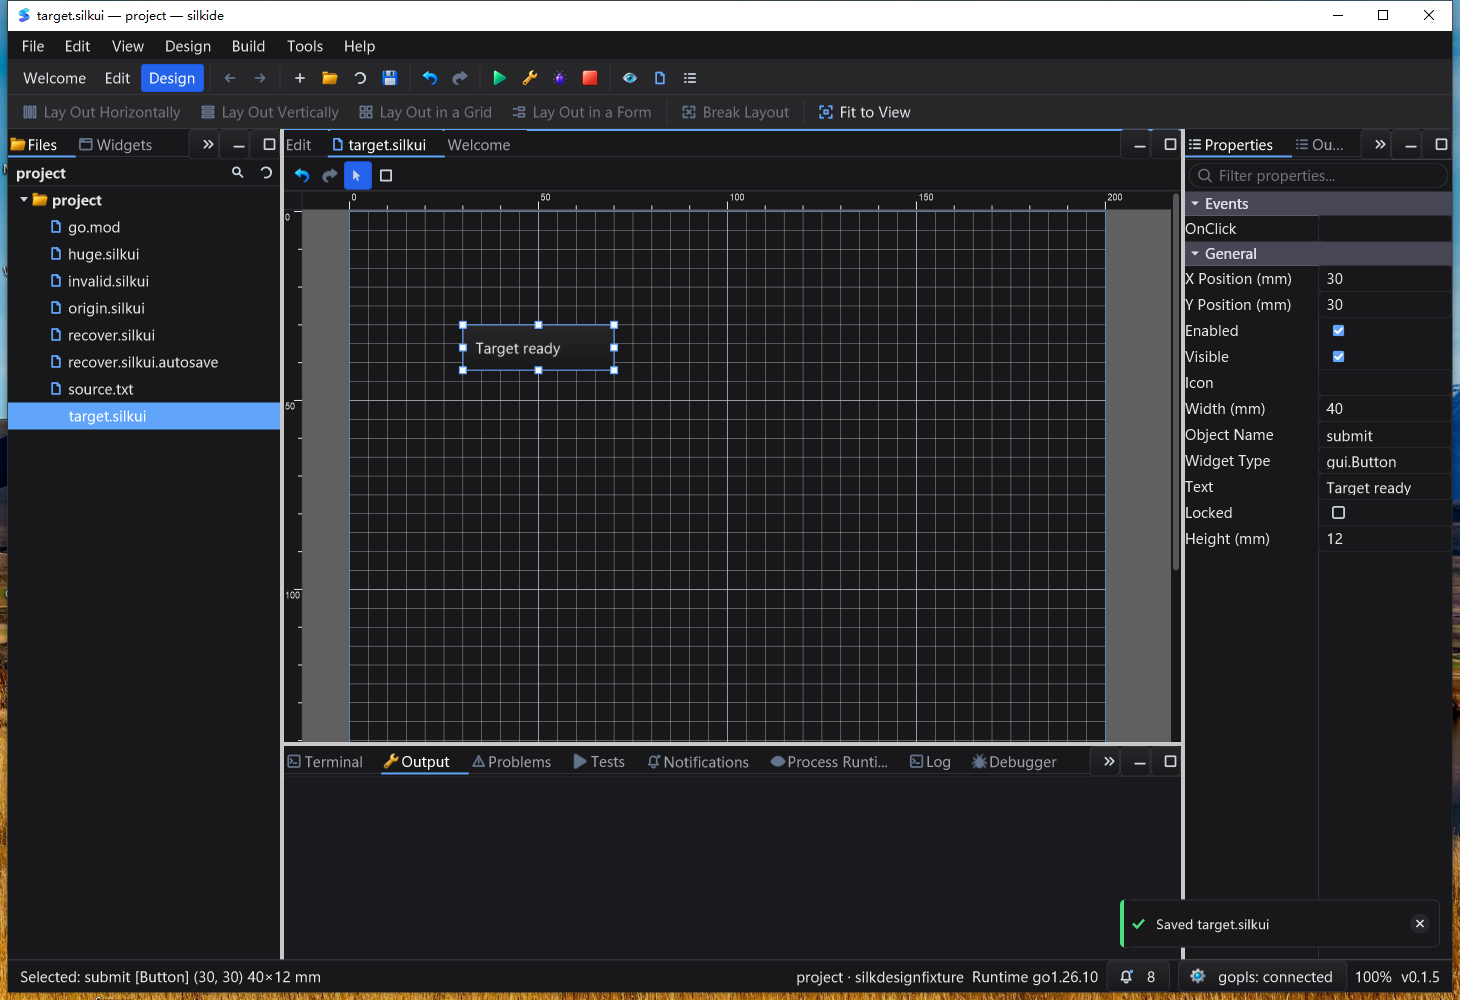 target.silkui — project — silkide
File Edit View Design Build Tools Help
Welcome Edit Design
Lay Out Horizontally Lay Out Vertically Lay Out in a Grid Lay Out in a Form Break Layout Fit to View
Files Widgets
project
project
go.mod
huge.silkui
invalid.silkui
origin.silkui
recover.silkui
recover.silkui.autosave
source.txt
target.silkui
Edit target.silkui Welcome
0 50 100 150 200
0
50
100
Target ready
Terminal Output Problems Tests Notifications Process Runti... Log Debugger
Properties Ou...
Filter properties...
Events
OnClick
General
X Position (mm) 30
Y Position (mm) 30
Enabled
Visible
Icon
Width (mm) 40
Object Name submit
Widget Type gui.Button
Text Target ready
Locked
Height (mm) 12
Saved target.silkui
Selected: submit [Button] (30, 30) 40×12 mm
project · silkdesignfixture Runtime go1.26.10 8 gopls: connected 100% v0.1.5